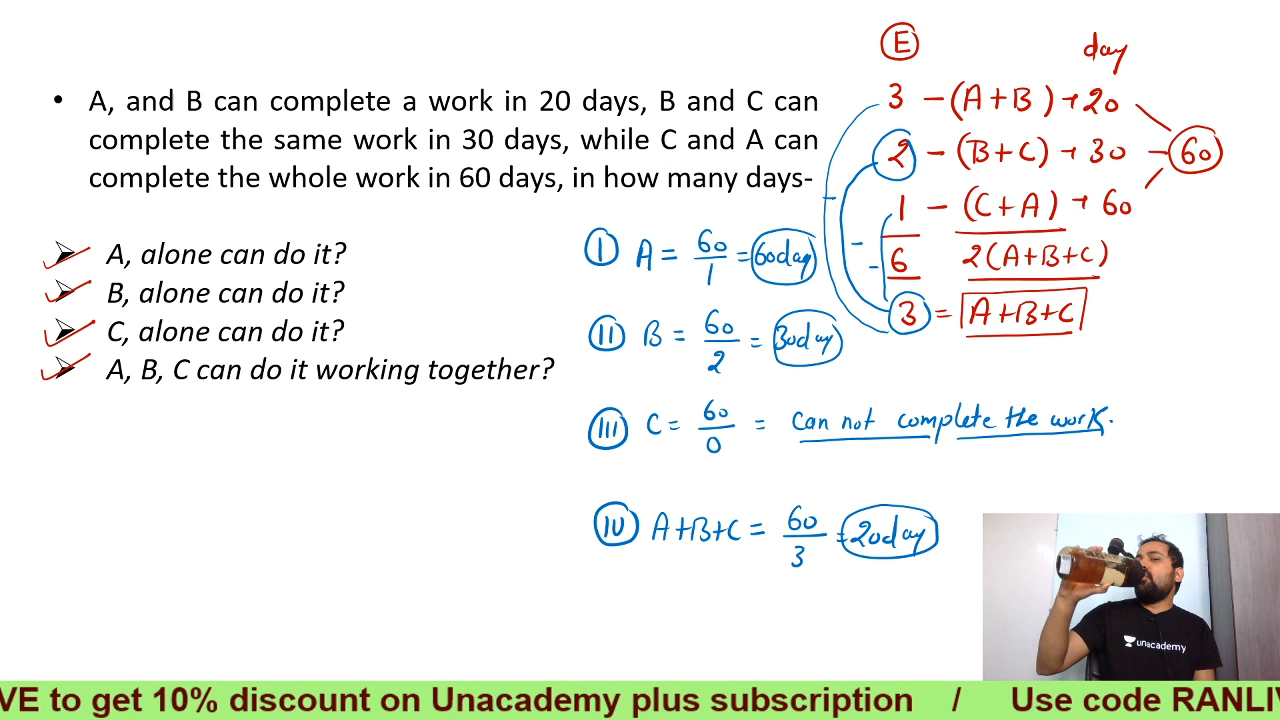 • A, and B can complete a work in 20 days, B and C can
complete the same work in 30 days, while C and A can
complete the whole work in 60 days, in how many days-
➢ A, alone can do it?
➢ B, alone can do it?
➢ C, alone can do it?
➢ A, B, C can do it working together?
E day
3 – (A+B) → 20
2 – (B+C) → 30 – 60
1 – (C+A) → 60
6 2(A+B+C)
3 = A+B+C
I A = 60/1 = 60day
II B = 60/2 = 30day
III C = 60/0 = can not complete the work.
IV A+B+C = 60/3 = 20day
unacademy
VE to get 10% discount on Unacademy plus subscription / Use code RANLIV